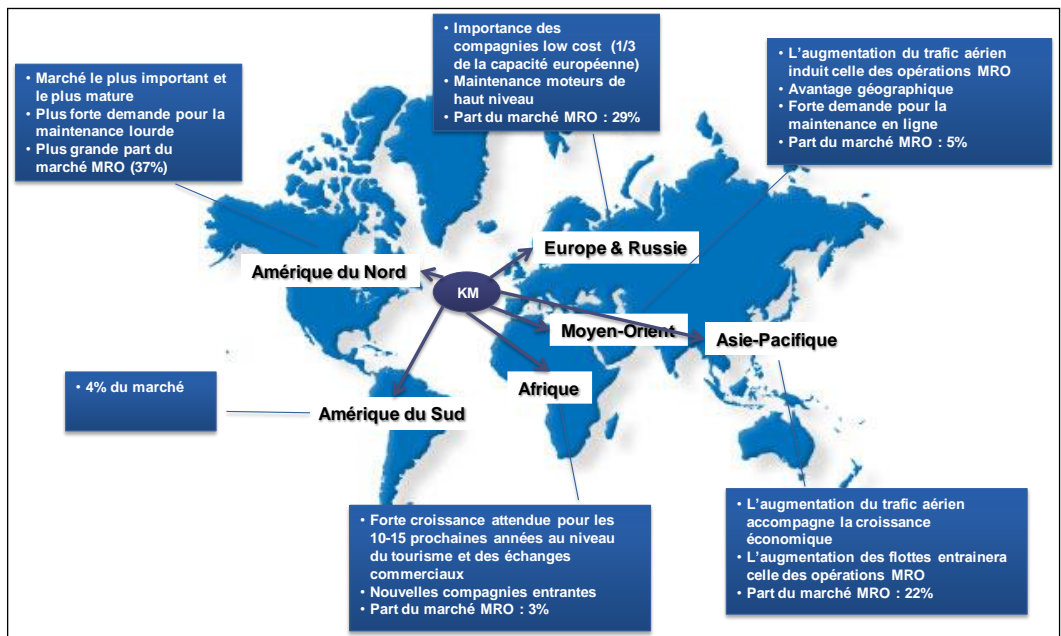 • Importance des
compagnies low cost (1/3
de la capacité européenne)
• Maintenance moteurs de
haut niveau
• Part du marché MRO : 29%
• L'augmentation du trafic aérien
induit celle des opérations MRO
• Avantage géographique
• Forte demande pour la
maintenance en ligne
• Part du marché MRO : 5%
• Marché le plus important et
le plus mature
• Plus forte demande pour la
maintenance lourde
• Plus grande part du
marché MRO (37%)
Europe & Russie
Amérique du Nord
KM
Moyen-Orient
Asie-Pacifique
Afrique
• 4% du marché
Amérique du Sud
• Forte croissance attendue pour les
10-15 prochaines années au niveau
du tourisme et des échanges
commerciaux
• Nouvelles compagnies entrantes
• Part du marché MRO : 3%
• L'augmentation du trafic aérien
accompagne la croissance
économique
• L'augmentation des flottes entrainera
celle des opérations MRO
• Part du marché MRO : 22%